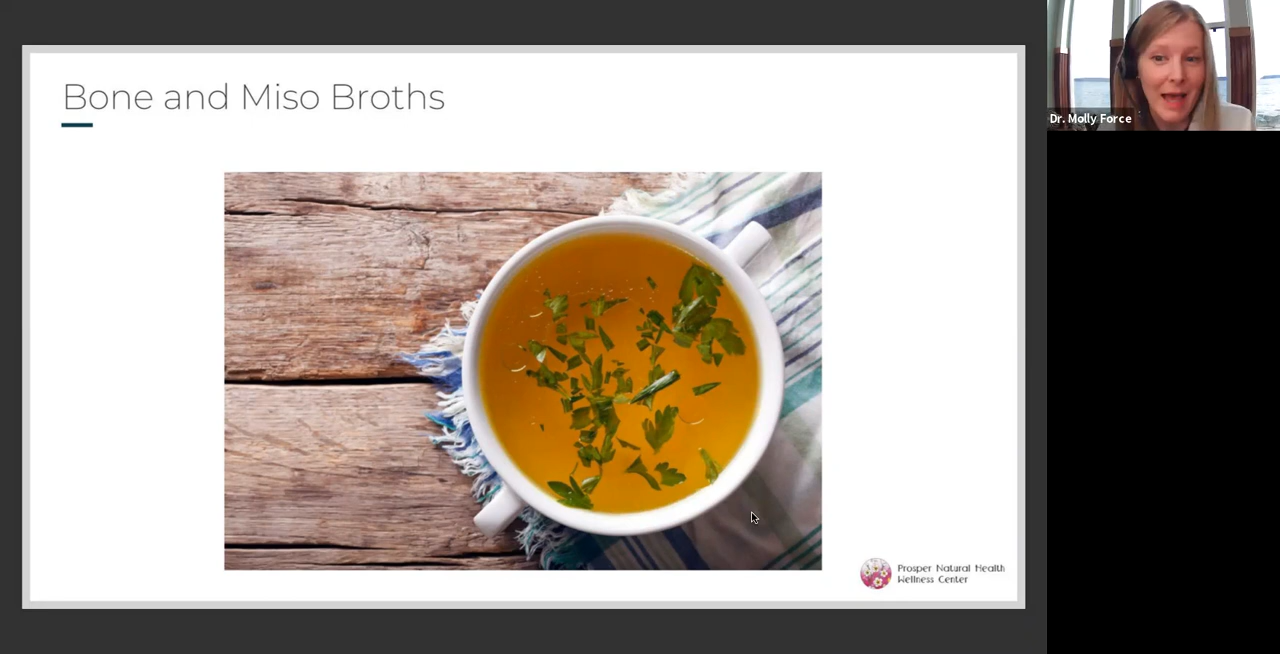 Bone and Miso Broths
Dr. Molly Force
Prosper Natural Health
Wellness Center